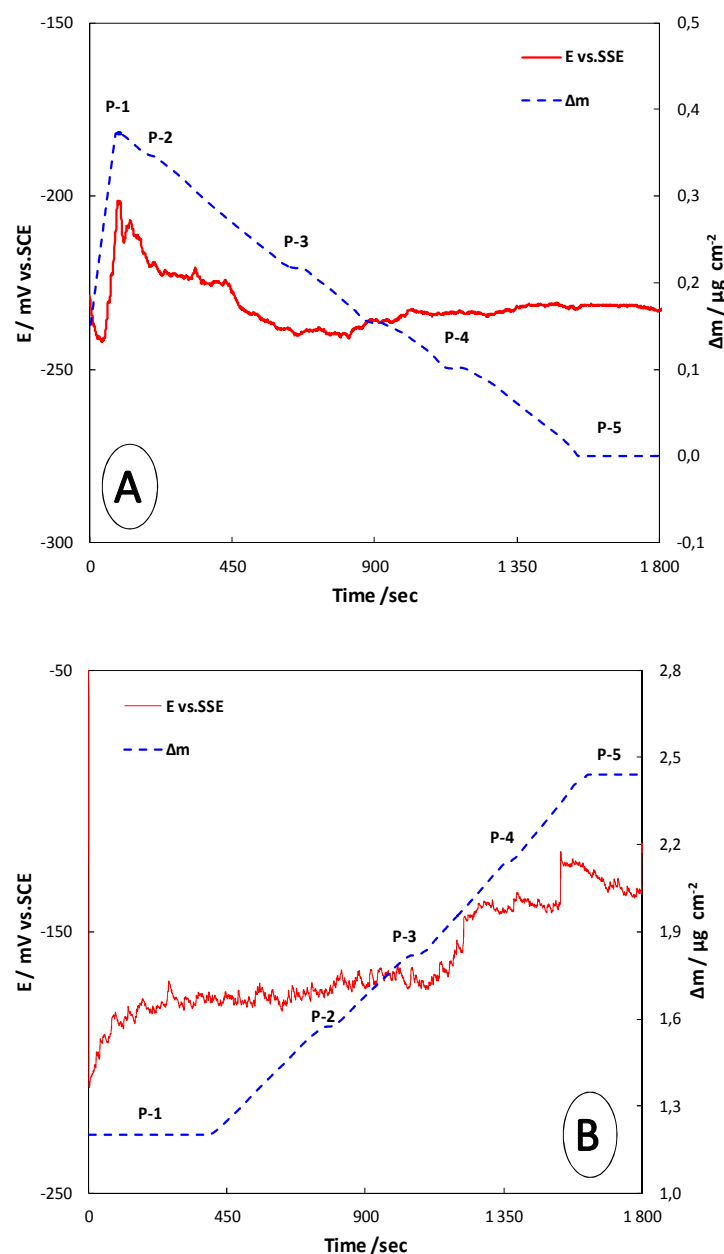 -150
-200
-250
-300
E / mV vs.SCE
0,5
0,4
0,3
0,2
0,1
0,0
-0,1
Δm / µg cm-2
E vs.SSE
Δm
P-1
P-2
P-3
P-4
P-5
A
0 450 900 1 350 1 800
Time /sec
-50
-150
-250
E / mV vs.SCE
2,8
2,5
2,2
1,9
1,6
1,3
1,0
Δm / µg cm-2
E vs.SSE
Δm
P-5
P-4
P-3
P-2
P-1
B
0 450 900 1 350 1 800
Time /sec